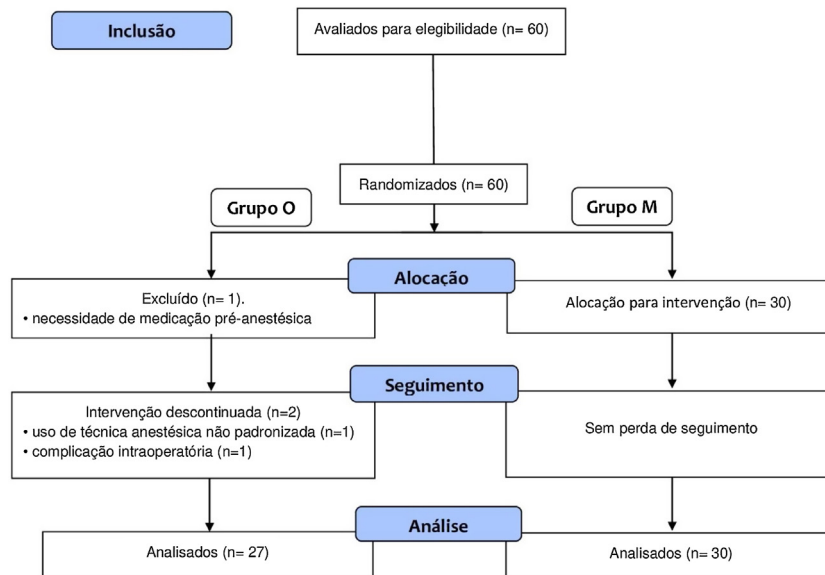 Inclusão
Avaliados para elegibilidade (n= 60)
Randomizados (n= 60)
Grupo O
Grupo M
Alocação
Excluído (n= 1).
• necessidade de medicação pré-anestésica
Alocação para intervenção (n= 30)
Seguimento
Intervenção descontinuada (n=2)
• uso de técnica anestésica não padronizada (n=1)
• complicação intraoperatória (n=1)
Sem perda de seguimento
Análise
Analisados (n= 27)
Analisados (n= 30)